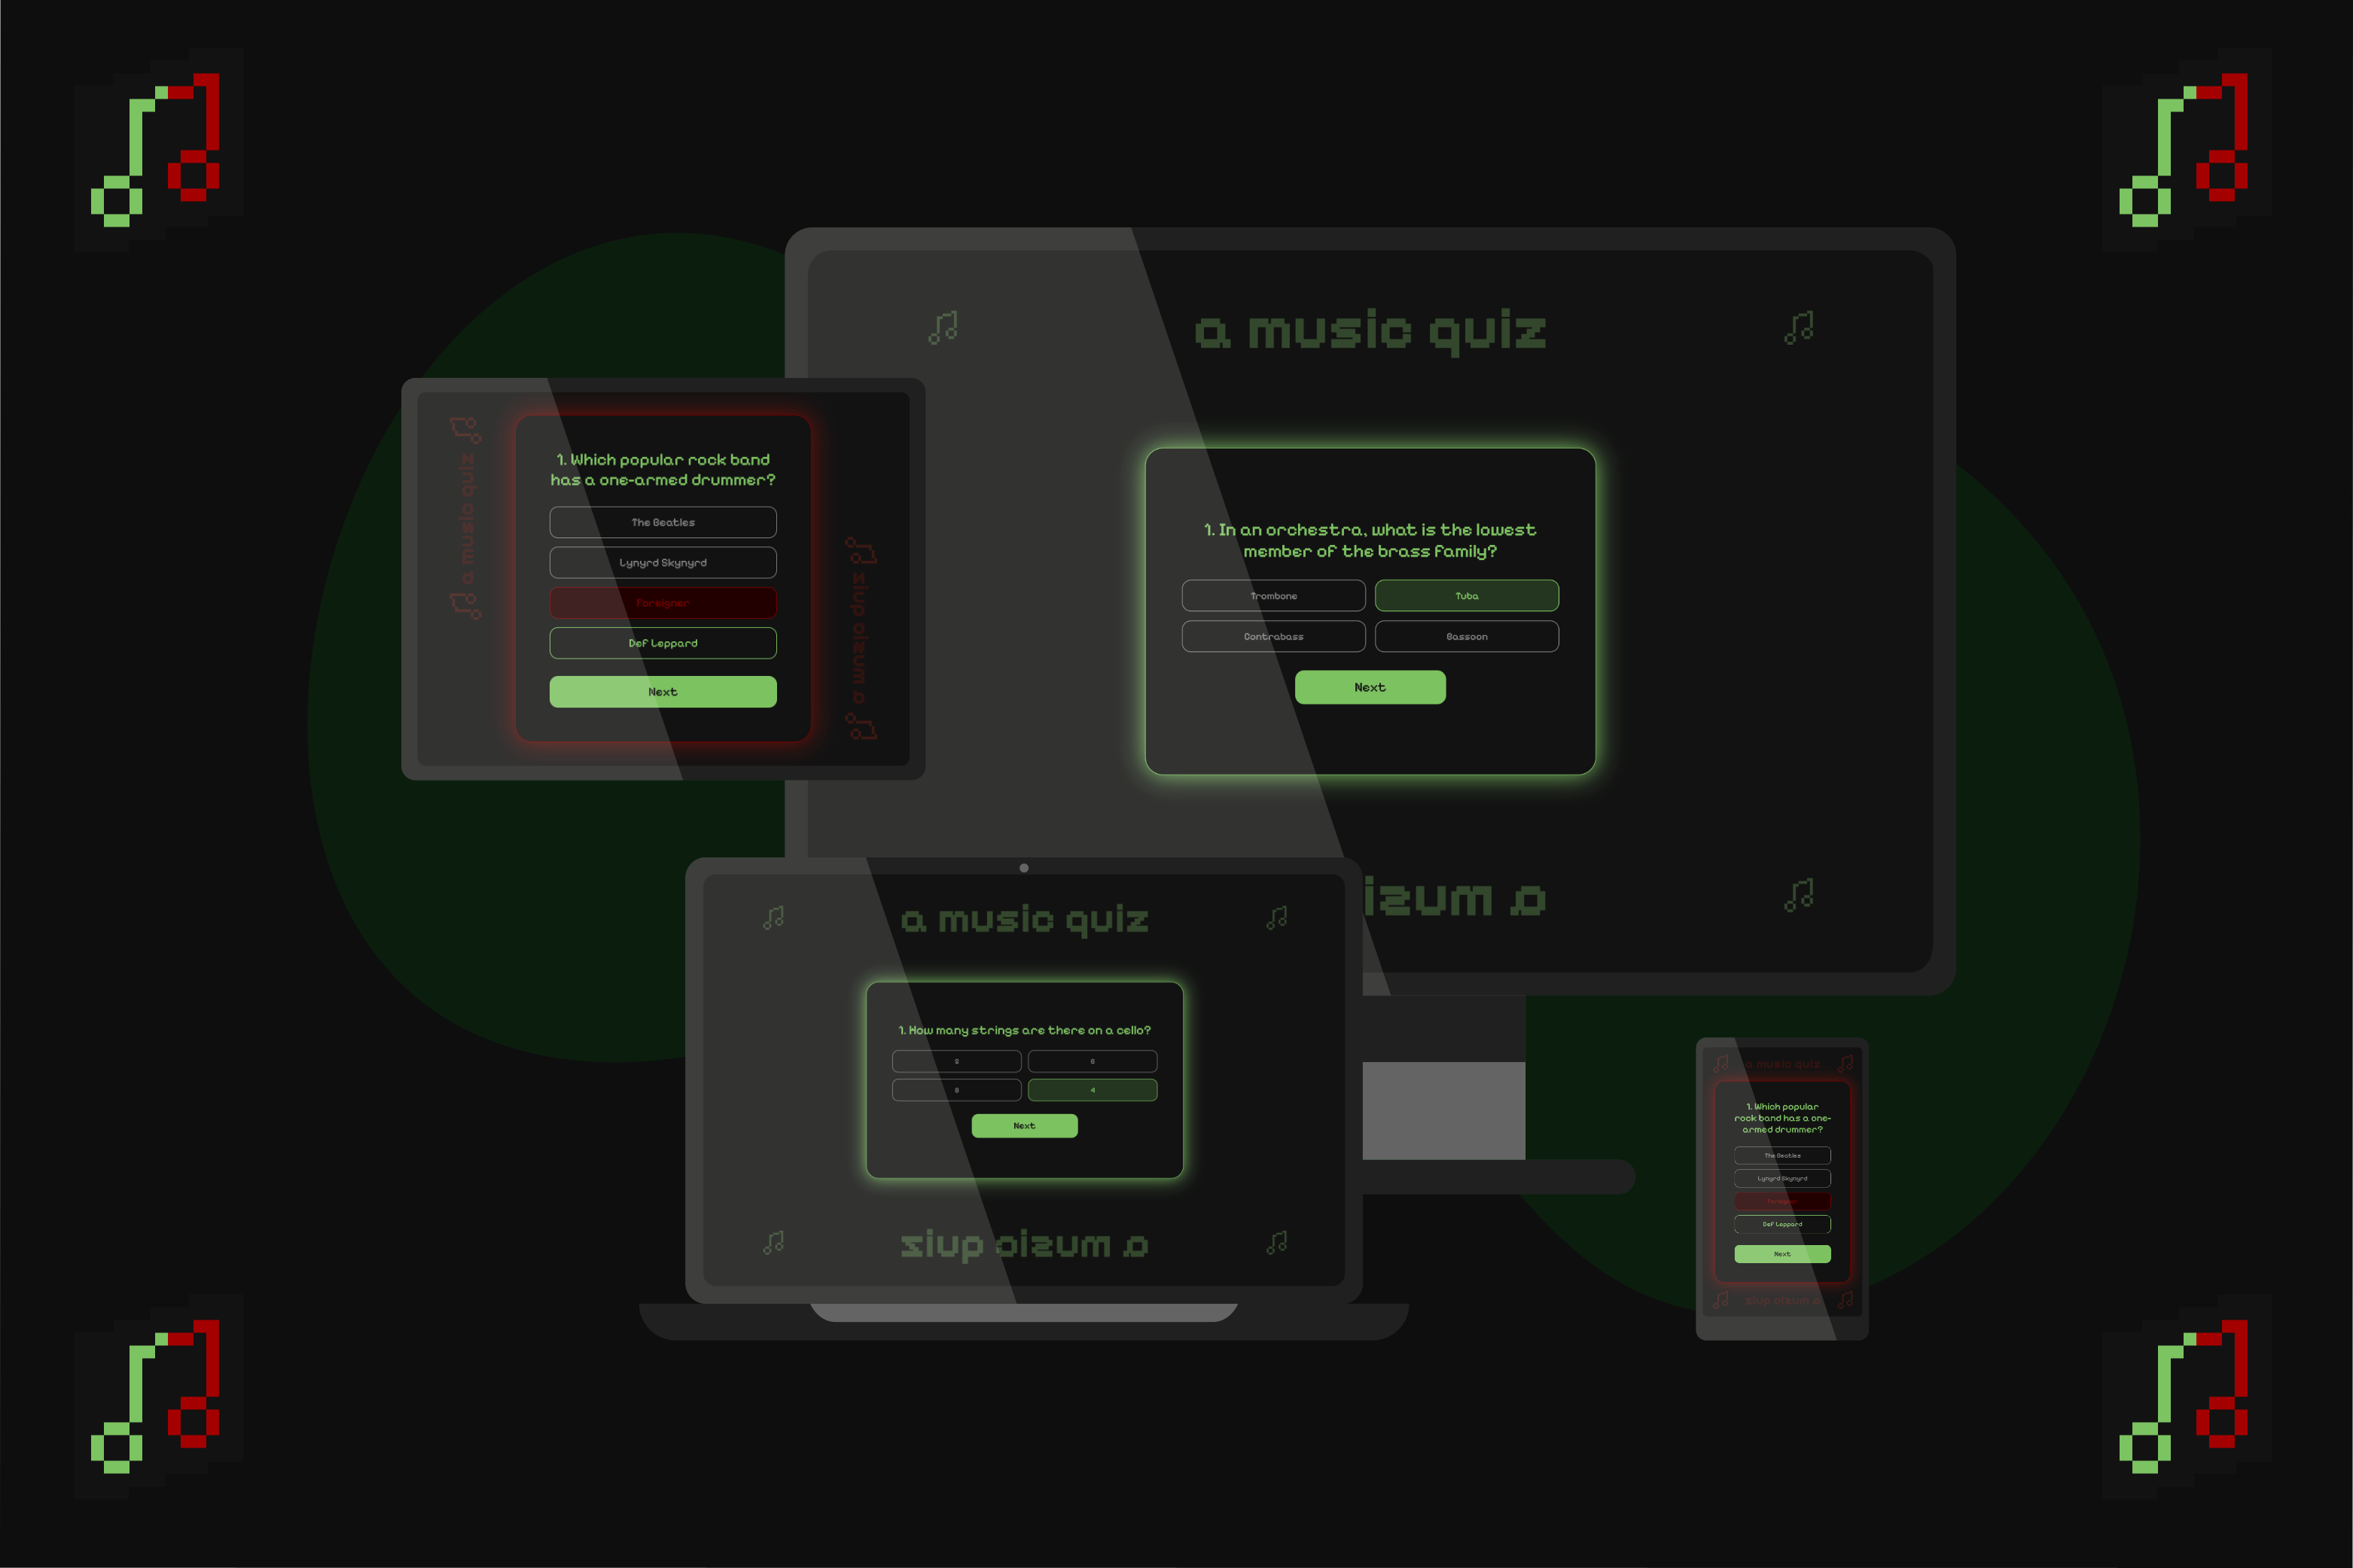 a music quiz
1. In an orchestra, what is the lowest
member of the brass family?
Trombone
Tuba
Contrabass
Bassoon
Next
a music
a music quiz
1. Which popular rock band
has a one-armed drummer?
The Beatles
Lynyrd Skynyrd
Foreigner
Def Leppard
Next
a music quiz
a music quiz
1. How many strings are there on a cello?
6
8
4
Next
a music quiz
a music quiz
1. Which popular
rock band has a one-
armed drummer?
The Beatles
Lynyrd Skynyrd
Foreigner
Def Leppard
Next
a music quiz